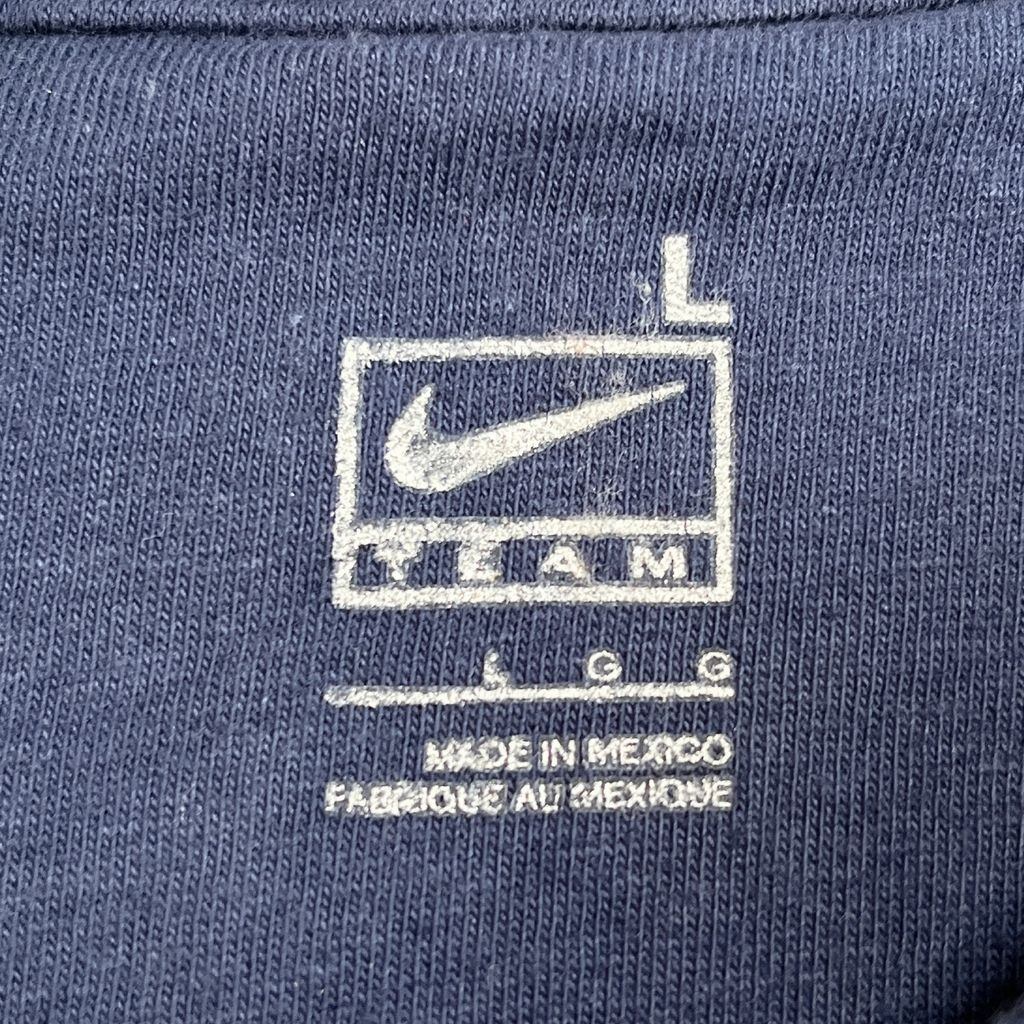 L
TEAM
L G G
MADE IN MEXICO
FABRIQUE AU MEXIQUE